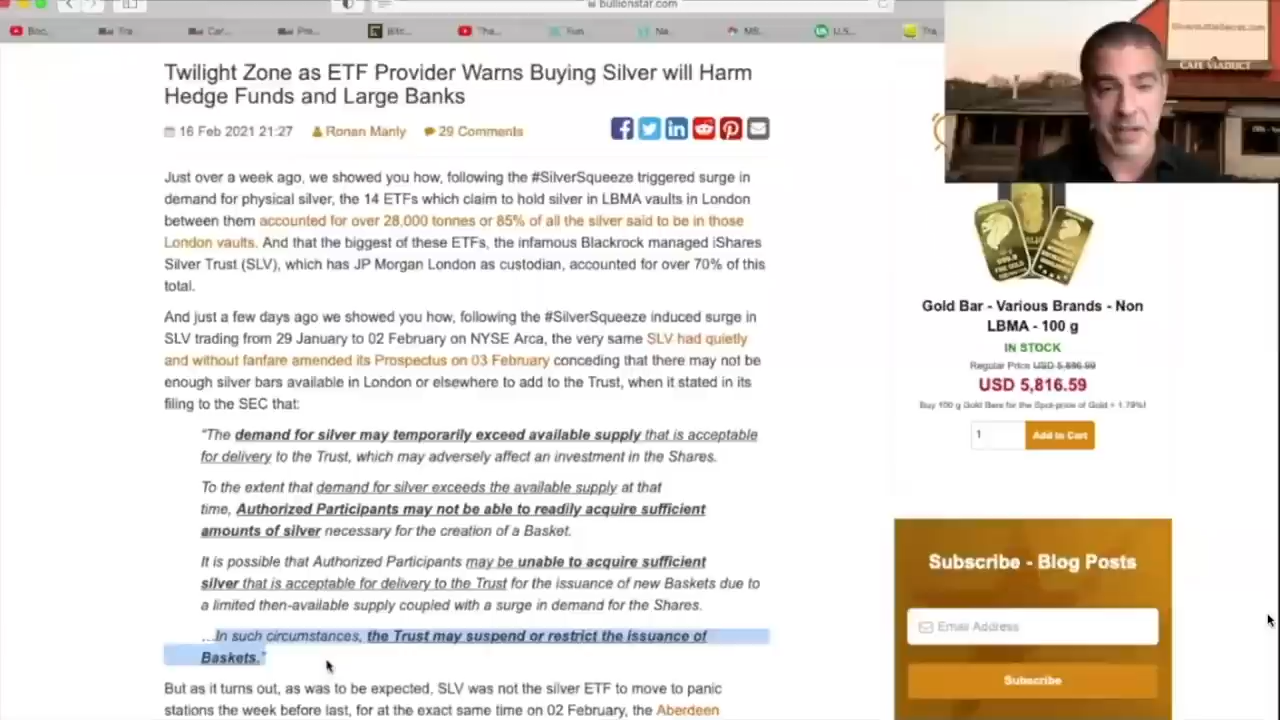 bullionstar.com
Twilight Zone as ETF Provider Warns Buying Silver will Harm
Hedge Funds and Large Banks
16 Feb 2021 21:27 Ronan Manly 29 Comments
Just over a week ago, we showed you how, following the #SilverSqueeze triggered surge in
demand for physical silver, the 14 ETFs which claim to hold silver in LBMA vaults in London
between them accounted for over 28,000 tonnes or 85% of all the silver said to be in those
London vaults. And that the biggest of these ETFs, the infamous Blackrock managed iShares
Silver Trust (SLV), which has JP Morgan London as custodian, accounted for over 70% of this
total.
And just a few days ago we showed you how, following the #SilverSqueeze induced surge in
SLV trading from 29 January to 02 February on NYSE Arca, the very same SLV had quietly
and without fanfare amended its Prospectus on 03 February conceding that there may not be
enough silver bars available in London or elsewhere to add to the Trust, when it stated in its
filing to the SEC that:
"The demand for silver may temporarily exceed available supply that is acceptable
for delivery to the Trust, which may adversely affect an investment in the Shares.
To the extent that demand for silver exceeds the available supply at that
time, Authorized Participants may not be able to readily acquire sufficient
amounts of silver necessary for the creation of a Basket.
It is possible that Authorized Participants may be unable to acquire sufficient
silver that is acceptable for delivery to the Trust for the issuance of new Baskets due to
a limited then-available supply coupled with a surge in demand for the Shares.
...In such circumstances, the Trust may suspend or restrict the issuance of
Baskets."
But as it turns out, as was to be expected, SLV was not the silver ETF to move to panic
stations the week before last, for at the exact same time on 02 February, the Aberdeen
CAFE VIADUCT
Gold Bar - Various Brands - Non
LBMA - 100 g
IN STOCK
Regular Price
USD 5,816.59
Buy 100 g Gold Bars for the Spot-price of Gold + 1.79%!
1 Add to Cart
Subscribe - Blog Posts
Email Address
Subscribe